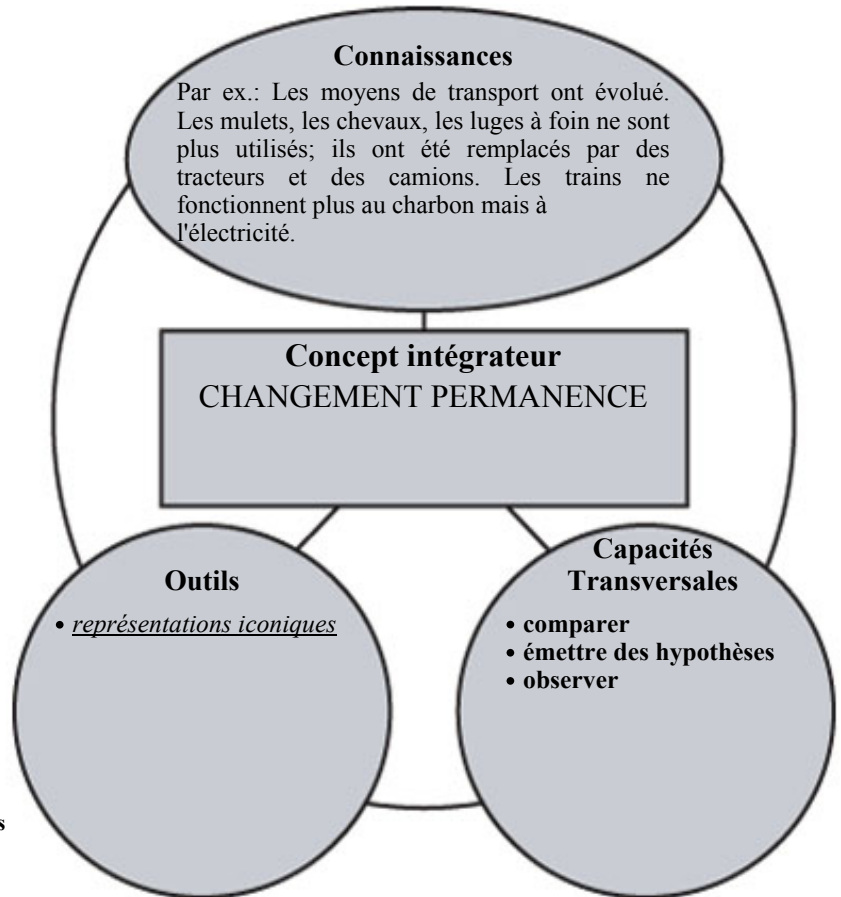 Connaissances
Par ex.: Les moyens de transport ont évolué.
Les mulets, les chevaux, les luges à foin ne sont
plus utilisés; ils ont été remplacés par des
tracteurs et des camions. Les trains ne
fonctionnent plus au charbon mais à
l'électricité.
Concept intégrateur
CHANGEMENT PERMANENCE
Outils
• représentations iconiques
Capacités
Transversales
• comparer
• émettre des hypothèses
• observer
s